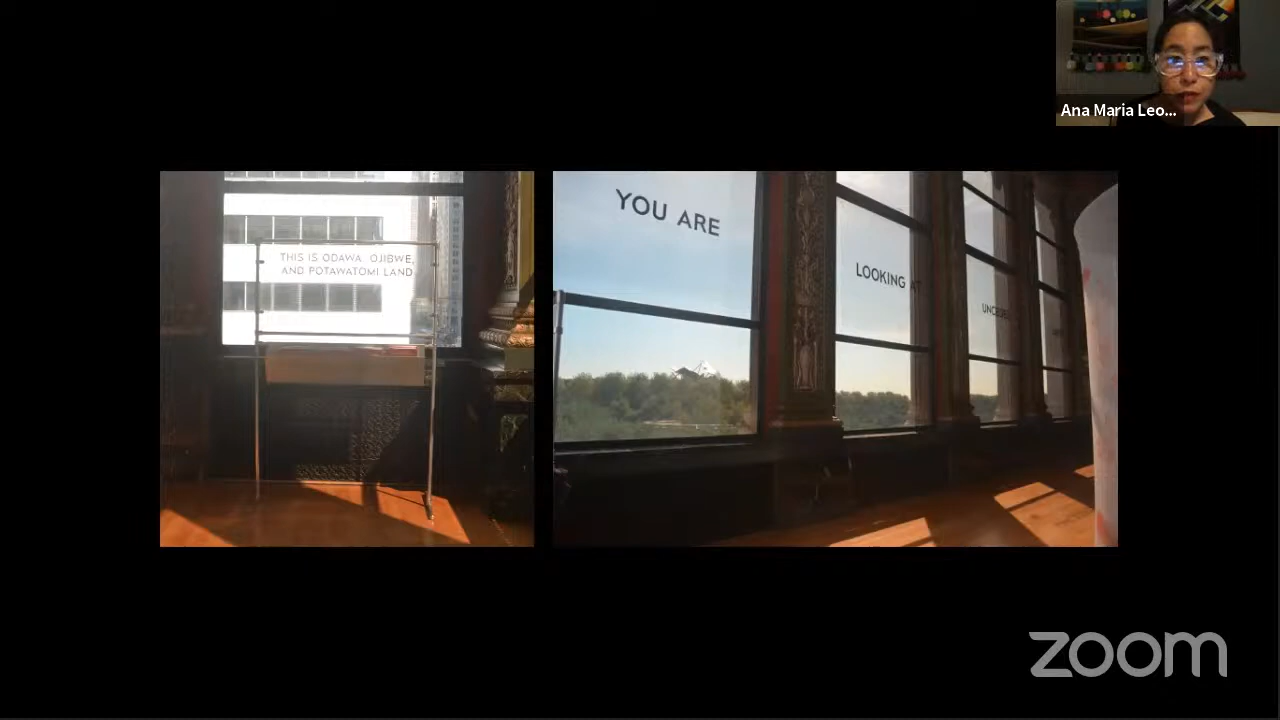 Ana Maria Leo...
THIS IS ODAWA OJIBWE,
AND POTAWATOMI LAND
YOU ARE
LOOKING AT
zoom